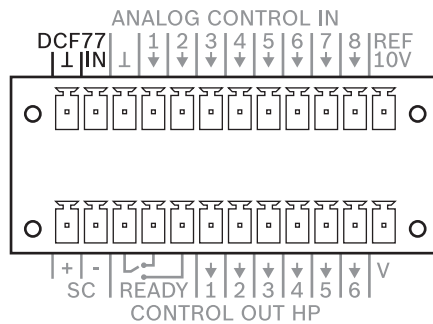 ANALOG CONTROL IN
DCF77 1 2 3 4 5 6 7 8 REF
⊥ IN ⊥ 10V
+ - V
SC READY 1 2 3 4 5 6
CONTROL OUT HP